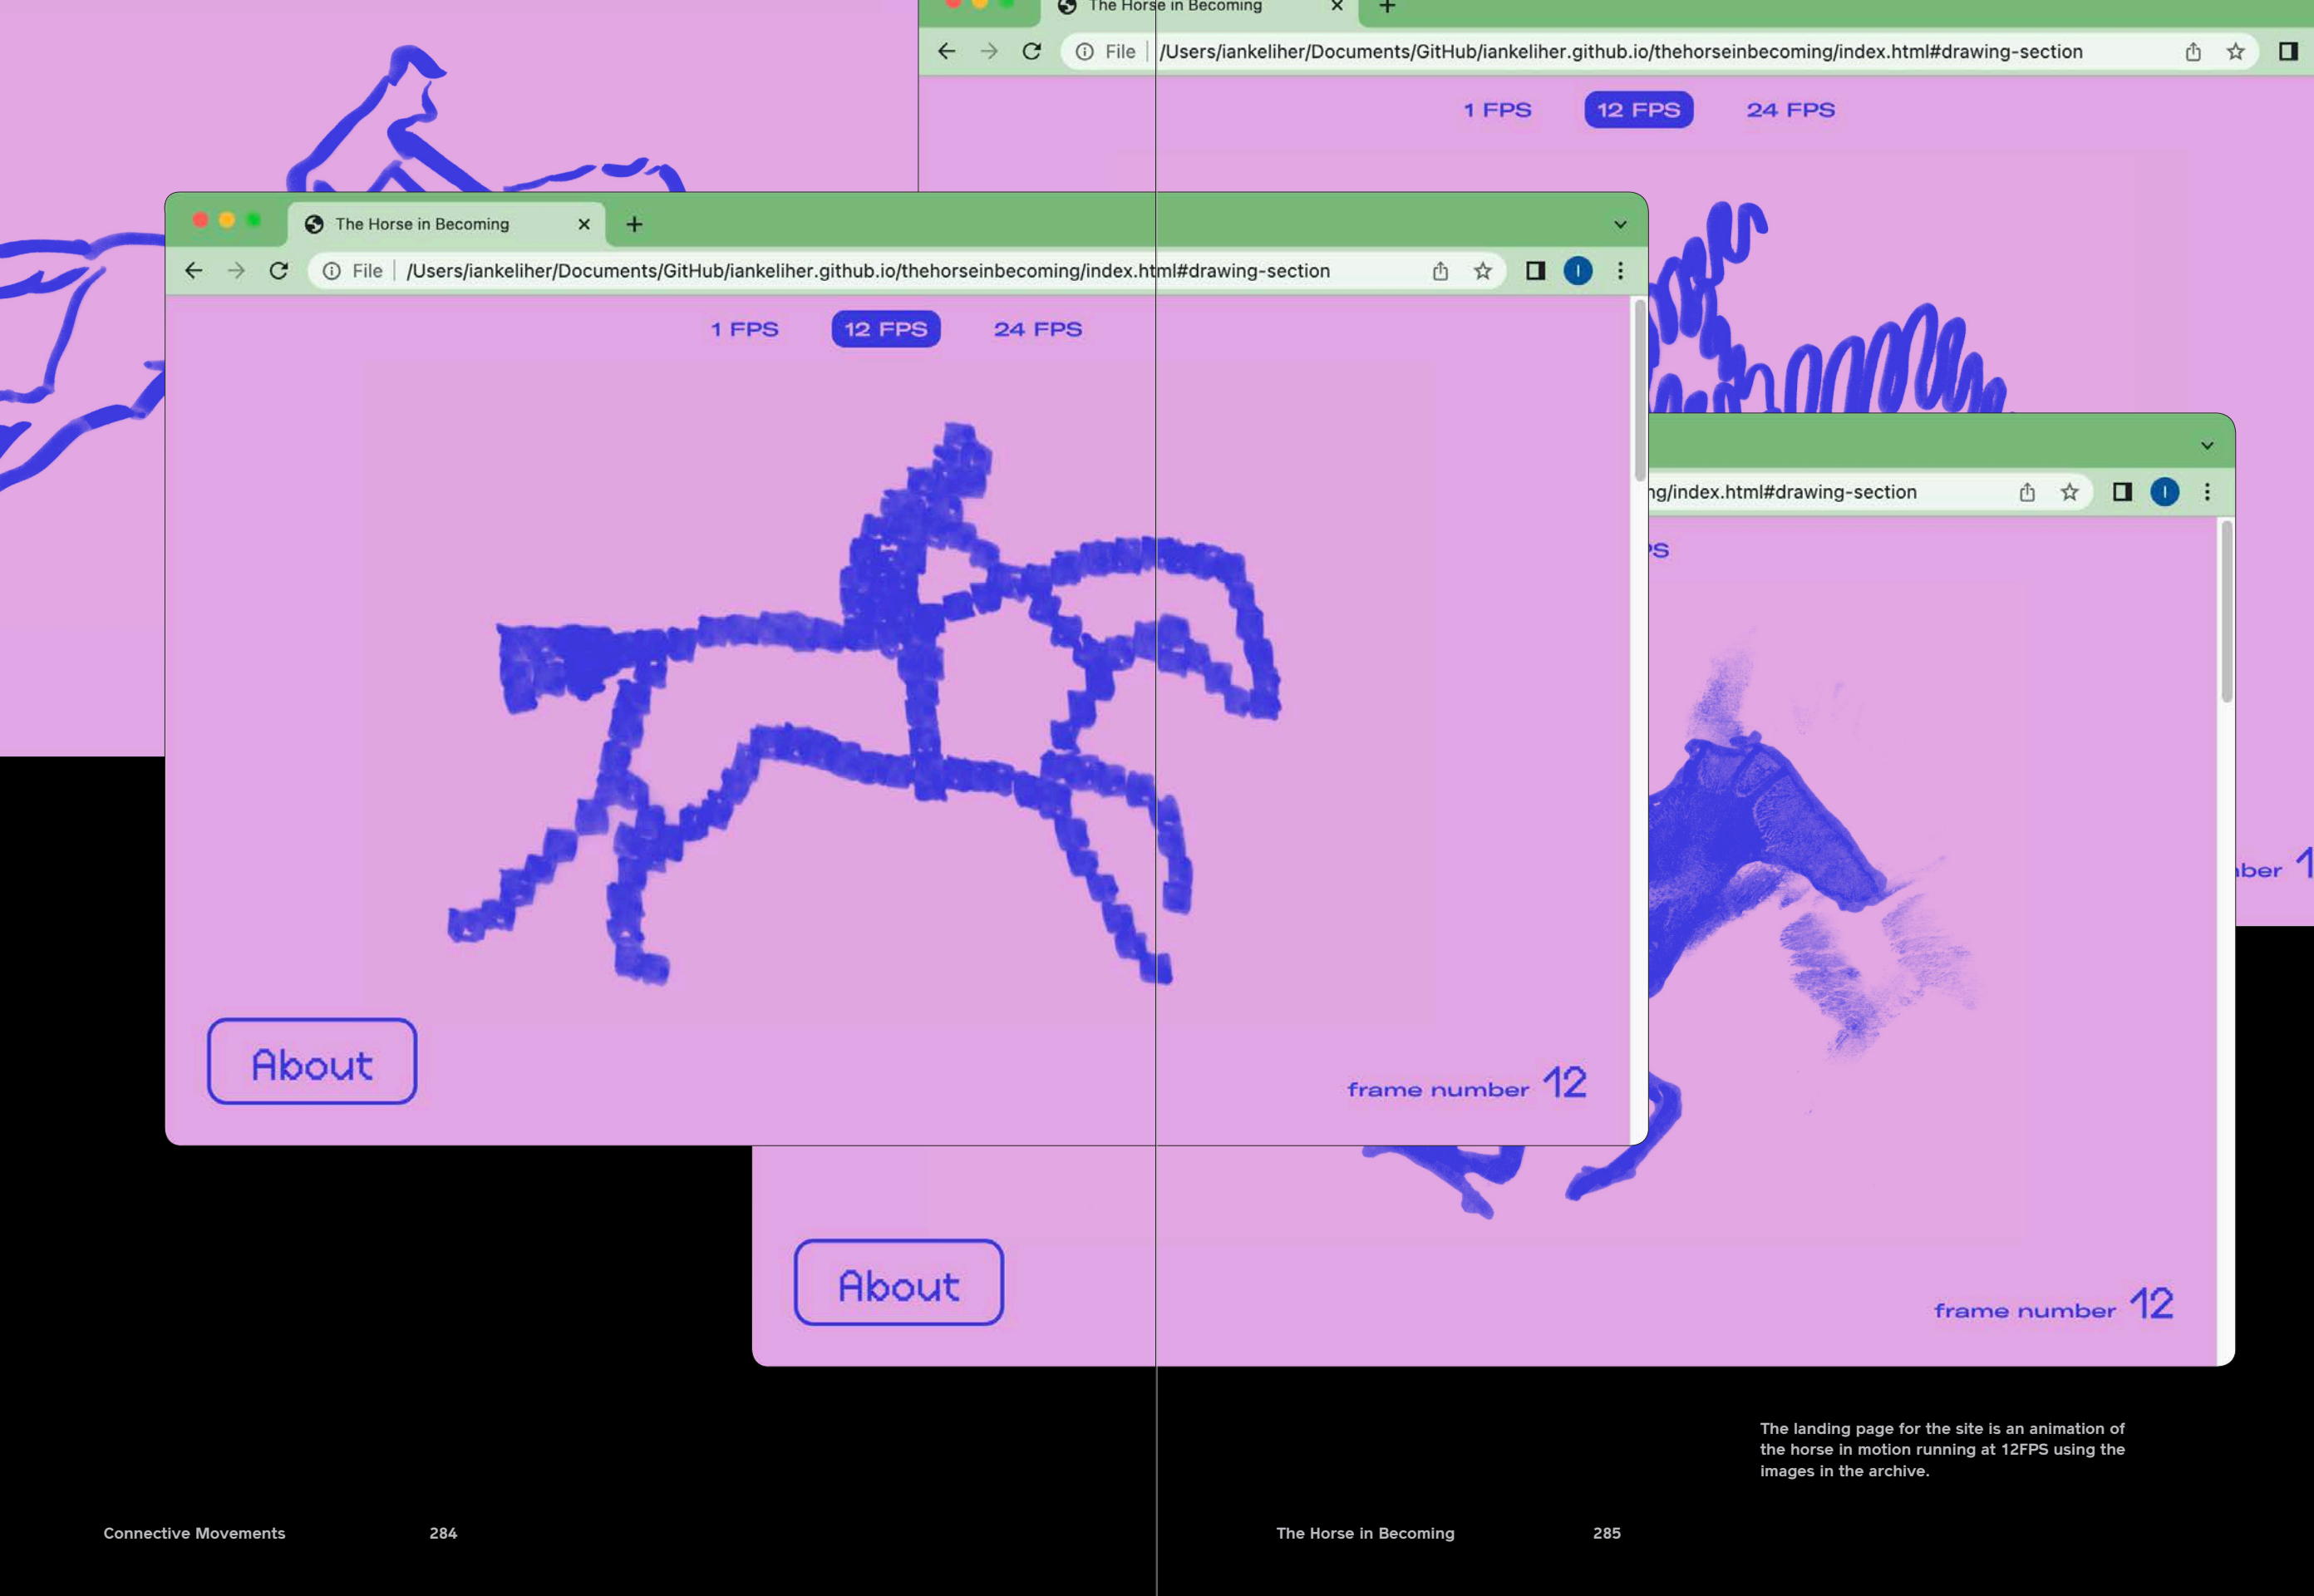 The Horse in Becoming
File /Users/iankeliher/Documents/GitHub/iankeliher.github.io/thehorseinbecoming/index.html#drawing-section
1 FPS 12 FPS 24 FPS
The Horse in Becoming
File /Users/iankeliher/Documents/GitHub/iankeliher.github.io/thehorseinbecoming/index.html#drawing-section
I
1 FPS 12 FPS 24 FPS
ng/index.html#drawing-section
I
PS
About
frame number 12
nber 1
About
frame number 12
The landing page for the site is an animation of
the horse in motion running at 12FPS using the
images in the archive.
Connective Movements 284
The Horse in Becoming 285